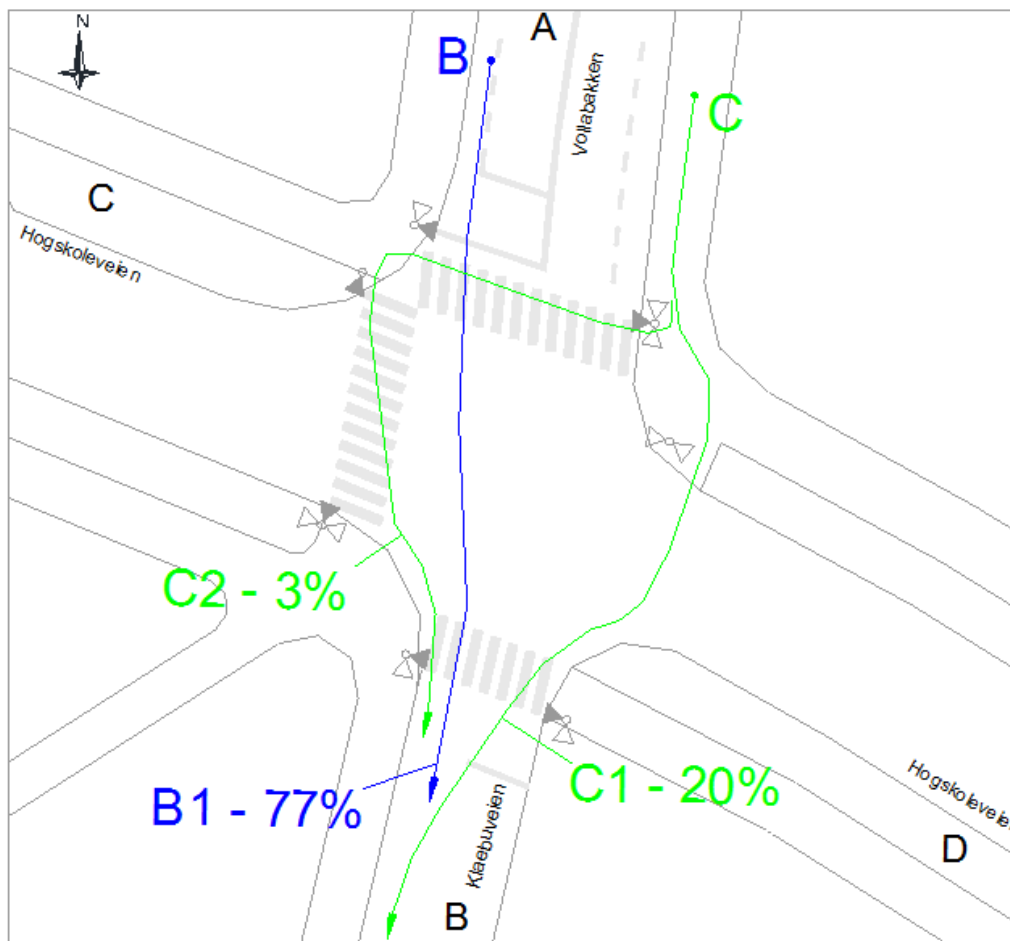 N
A
B
Vollabakken
C
C
Hogskoleveien
C2 - 3%
B1 - 77%
C1 - 20%
Hogskoleveien
D
Klaebuveien
B